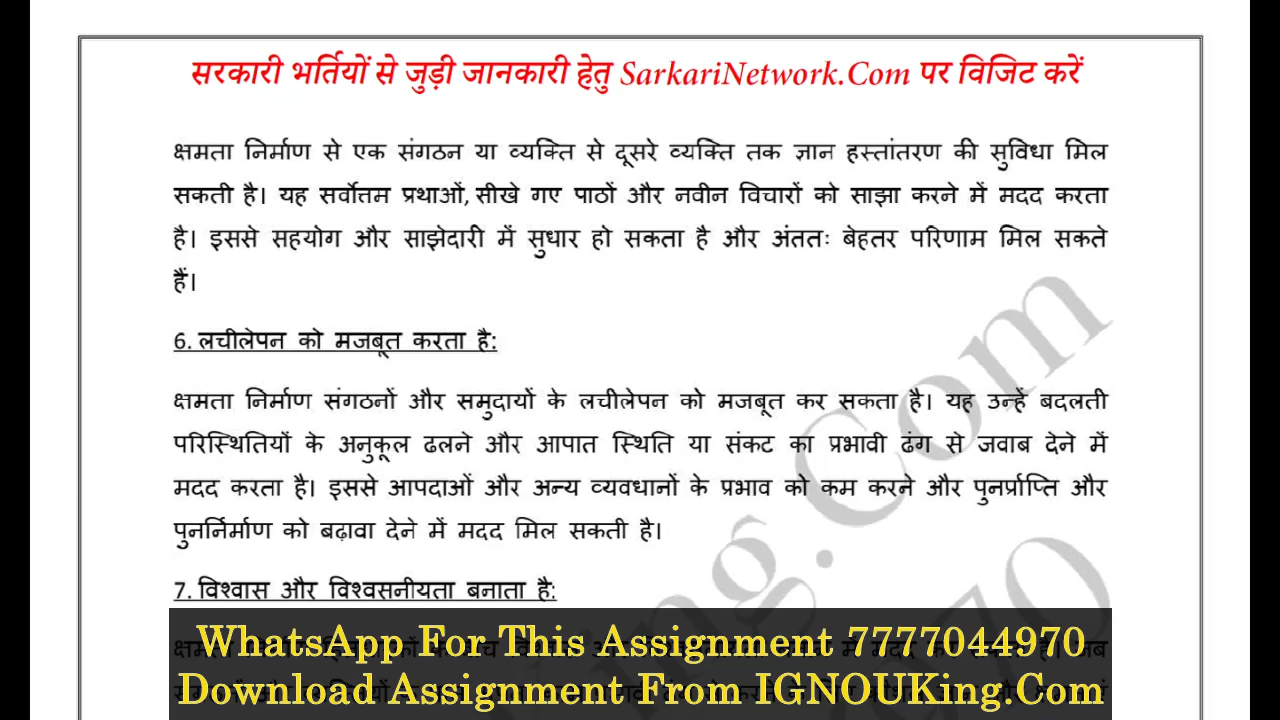 सरकारी भर्तियों से जुड़ी जानकारी हेतु SarkariNetwork.Com पर विजिट करें
क्षमता निर्माण से एक संगठन या व्यक्ति से दूसरे व्यक्ति तक ज्ञान हस्तांतरण की सुविधा मिल
सकती है। यह सर्वोत्तम प्रथाओं, सीखे गए पाठों और नवीन विचारों को साझा करने में मदद करता
है। इससे सहयोग और साझेदारी में सुधार हो सकता है और अंततः बेहतर परिणाम मिल सकते
हैं।
6. लचीलेपन को मजबूत करता है:
क्षमता निर्माण संगठनों और समुदायों के लचीलेपन को मजबूत कर सकता है। यह उन्हें बदलती
परिस्थितियों के अनुकूल ढलने और आपात स्थिति या संकट का प्रभावी ढंग से जवाब देने में
मदद करता है। इससे आपदाओं और अन्य व्यवधानों के प्रभाव को कम करने और पुनर्प्राप्ति और
पुनर्निर्माण को बढ़ावा देने में मदद मिल सकती है।
7. विश्वास और विश्वसनीयता बनाता है:
WhatsApp For This Assignment 7777044970
Download Assignment From IGNOUKing.Com